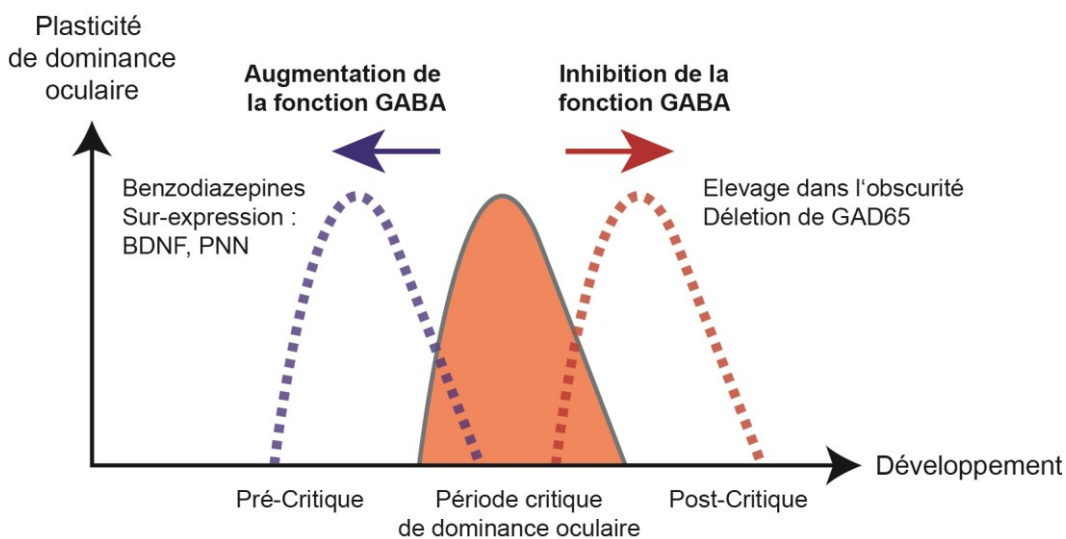 Plasticité
de dominance
oculaire
Augmentation de
la fonction GABA
Inhibition de la
fonction GABA
Benzodiazepines
Sur-expression :
BDNF, PNN
Elevage dans l‘obscurité
Déletion de GAD65
Développement
Pré-Critique
Période critique
de dominance oculaire
Post-Critique